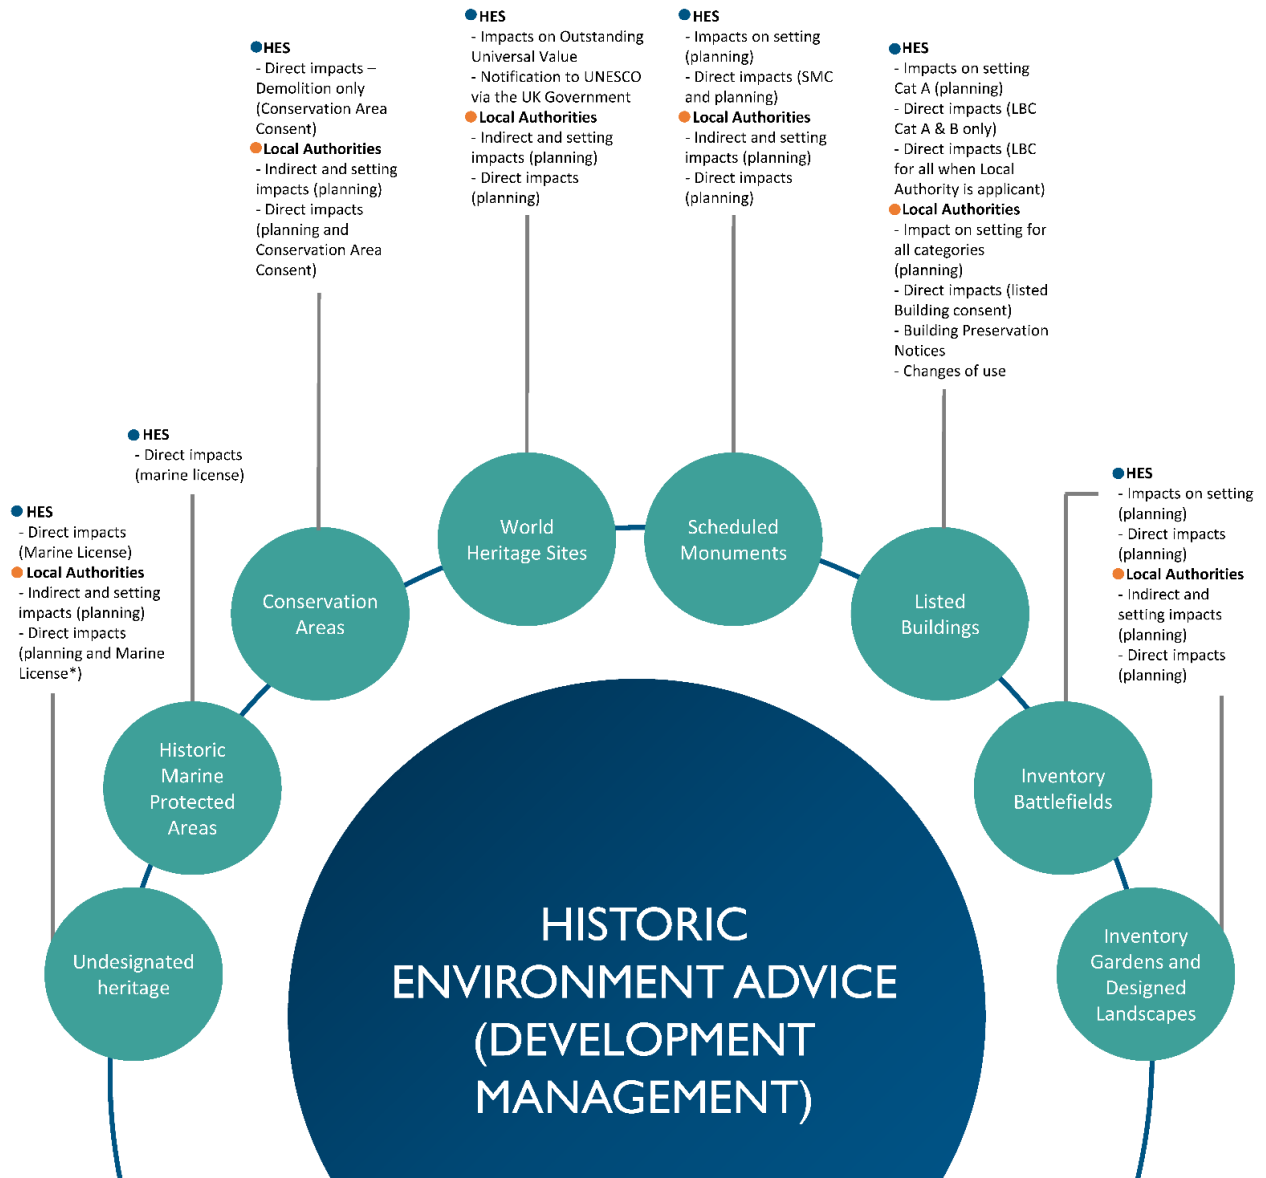 HES
- Direct impacts
(Marine License)
Local Authorities
- Indirect and setting
impacts (planning)
- Direct impacts
(planning and Marine
License*)
Undesignated
heritage
HES
- Direct impacts
(marine license)
Historic
Marine
Protected
Areas
HES
- Direct impacts –
Demolition only
(Conservation Area
Consent)
Local Authorities
- Indirect and setting
impacts (planning)
- Direct impacts
(planning and
Conservation Area
Consent)
Conservation
Areas
HES
- Impacts on Outstanding
Universal Value
- Notification to UNESCO
via the UK Government
Local Authorities
- Indirect and setting
impacts (planning)
- Direct impacts
(planning)
World
Heritage Sites
HES
- Impacts on setting
(planning)
- Direct impacts (SMC
and planning)
Local Authorities
- Indirect and setting
impacts (planning)
- Direct impacts
(planning)
Scheduled
Monuments
HES
- Impacts on setting
Cat A (planning)
- Direct impacts (LBC
Cat A & B only)
- Direct impacts (LBC
for all when Local
Authority is applicant)
Local Authorities
- Impact on setting for
all categories
(planning)
- Direct impacts (listed
Building consent)
- Building Preservation
Notices
- Changes of use
Listed
Buildings
HES
- Impacts on setting
(planning)
- Direct impacts
(planning)
Local Authorities
- Indirect and
setting impacts
(planning)
- Direct impacts
(planning)
Inventory
Battlefields
Inventory
Gardens and
Designed
Landscapes
HISTORIC
ENVIRONMENT ADVICE
(DEVELOPMENT
MANAGEMENT)